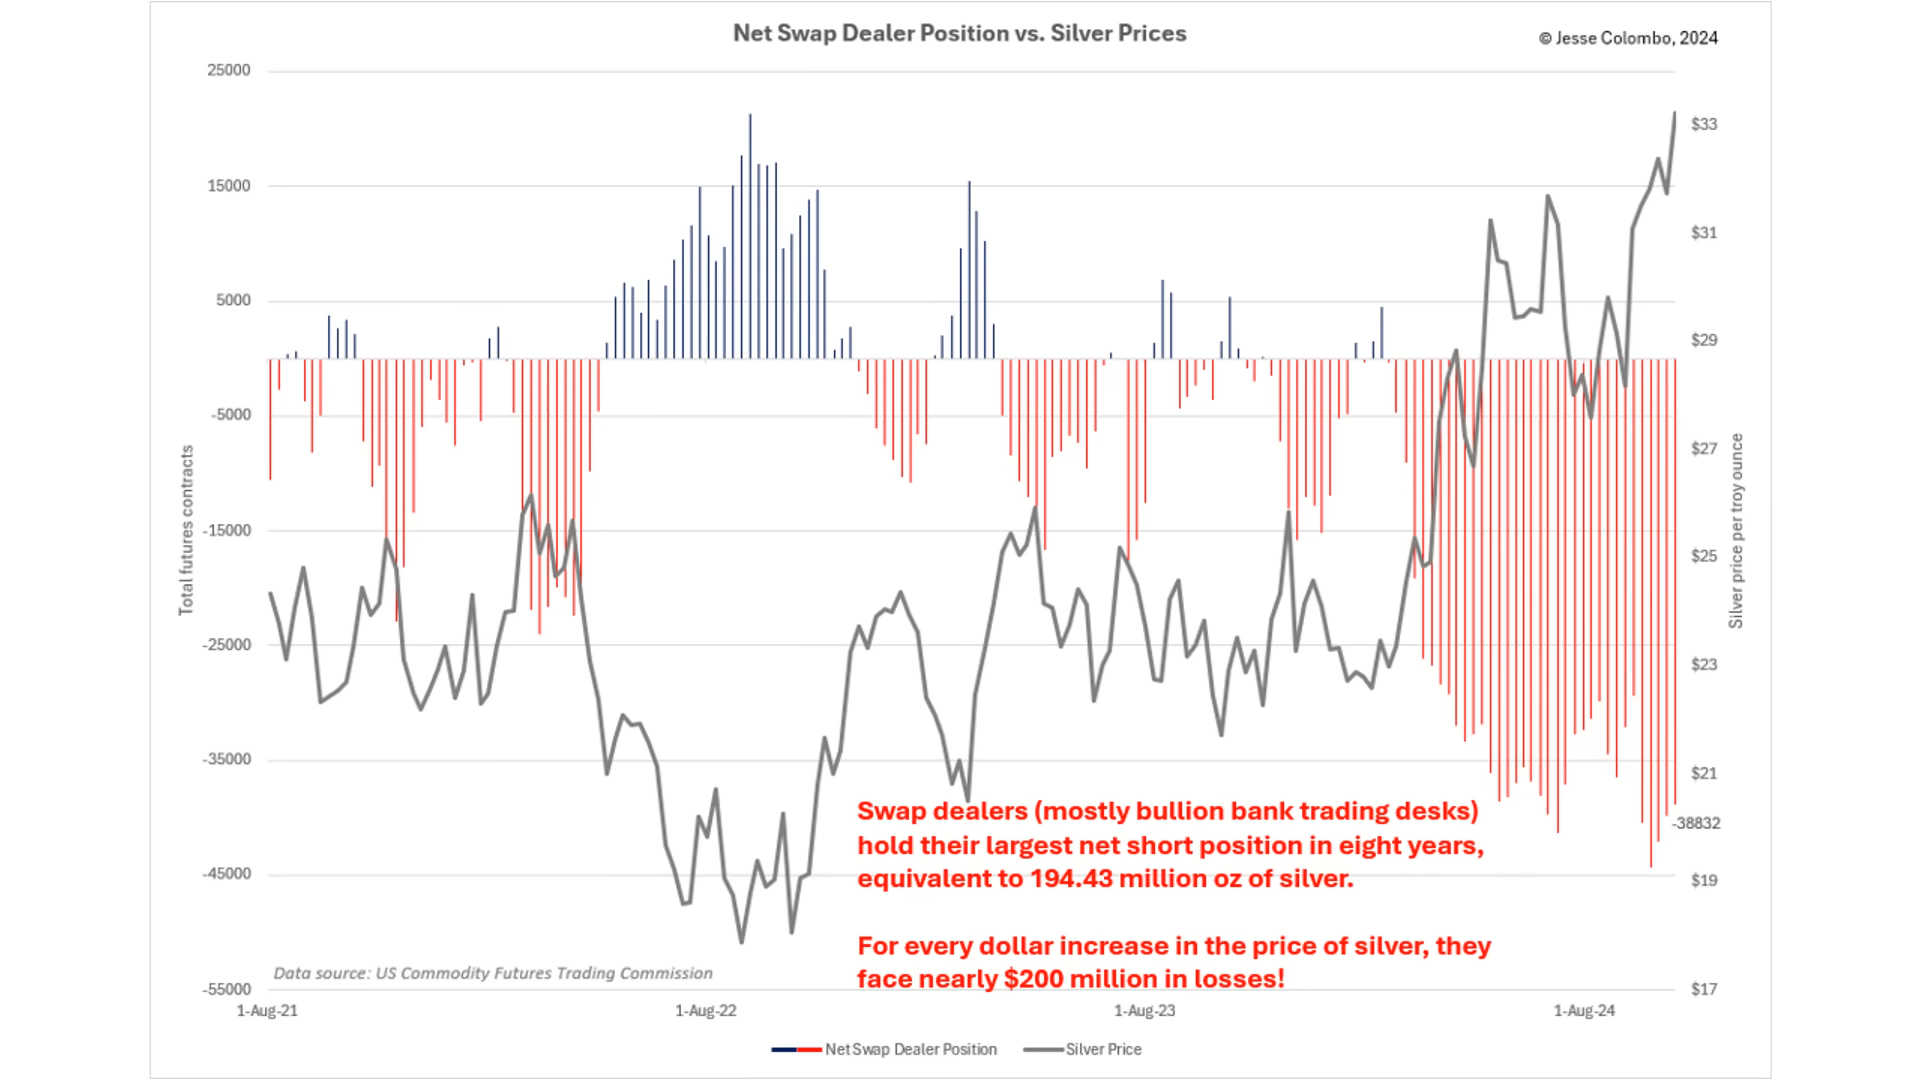 Net Swap Dealer Position vs. Silver Prices
© Jesse Colombo, 2024
25000
15000
5000
-5000
-15000
-25000
-35000
-45000
-55000
Total futures contracts
$33
$31
$29
$27
$25
$23
$21
$19
$17
Silver price per troy ounce
-38832
Swap dealers (mostly bullion bank trading desks)
hold their largest net short position in eight years,
equivalent to 194.43 million oz of silver.
For every dollar increase in the price of silver, they
face nearly $200 million in losses!
Data source: US Commodity Futures Trading Commission
1-Aug-21
1-Aug-22
1-Aug-23
1-Aug-24
Net Swap Dealer Position
Silver Price